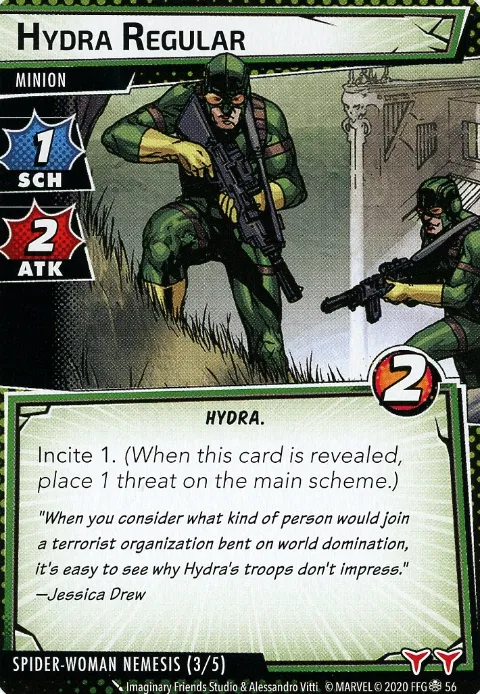 HYDRA REGULAR
MINION
1
SCH
2
ATK
2
HYDRA.
Incite 1. (When this card is revealed,
place 1 threat on the main scheme.)
"When you consider what kind of person would join
a terrorist organization bent on world domination,
it's easy to see why Hydra's troops don't impress."
—Jessica Drew
SPIDER-WOMAN NEMESIS (3/5)
Imaginary Friends Studio & Alessandro Vitti © MARVEL © 2020 FFG 56